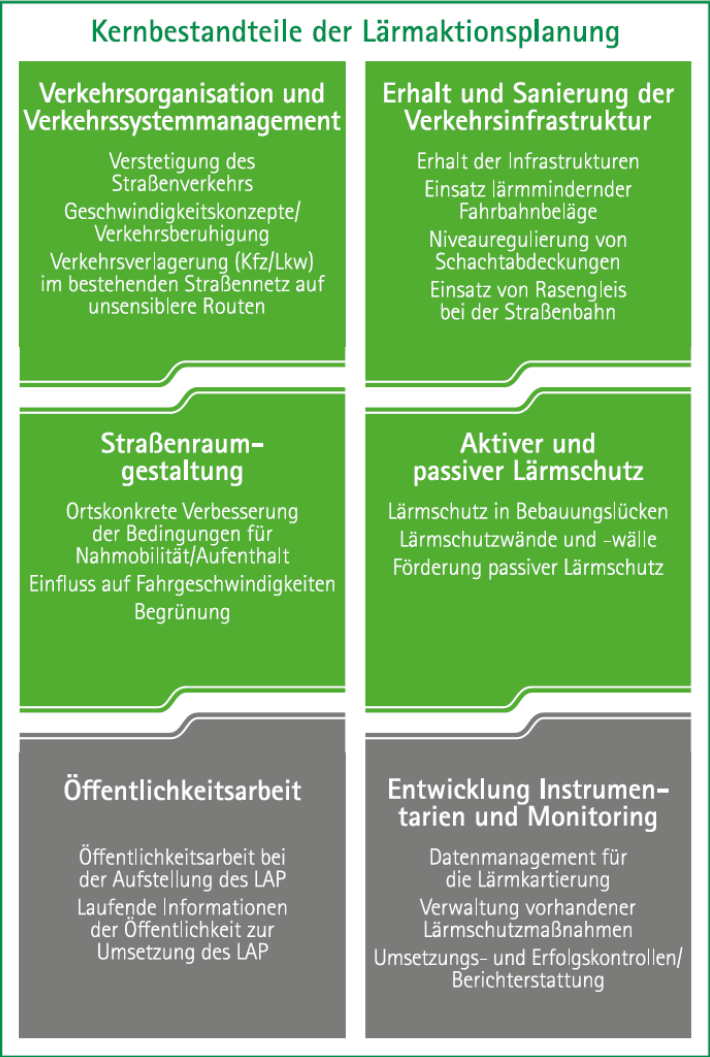 Kernbestandteile der Lärmaktionsplanung
Verkehrsorganisation und
Verkehrssystemmanagement
Verstetigung des
Straßenverkehrs
Geschwindigkeitskonzepte/
Verkehrsberuhigung
Verkehrsverlagerung (Kfz/Lkw)
im bestehenden Straßennetz auf
unsensiblere Routen
Erhalt und Sanierung der
Verkehrsinfrastruktur
Erhalt der Infrastrukturen
Einsatz lärmmindernder
Fahrbahnbeläge
Niveauregulierung von
Schachtabdeckungen
Einsatz von Rasengleis
bei der Straßenbahn
Straßenraum-
gestaltung
Ortskonkrete Verbesserung
der Bedingungen für
Nahmobilität/Aufenthalt
Einfluss auf Fahrgeschwindigkeiten
Begrünung
Aktiver und
passiver Lärmschutz
Lärmschutz in Bebauungslücken
Lärmschutzwände und -wälle
Förderung passiver Lärmschutz
Öffentlichkeitsarbeit
Öffentlichkeitsarbeit bei
der Aufstellung des LAP
Laufende Informationen
der Öffentlichkeit zur
Umsetzung des LAP
Entwicklung Instrumen-
tarien und Monitoring
Datenmanagement für
die Lärmkartierung
Verwaltung vorhandener
Lärmschutzmaßnahmen
Umsetzungs- und Erfolgskontrollen/
Berichterstattung